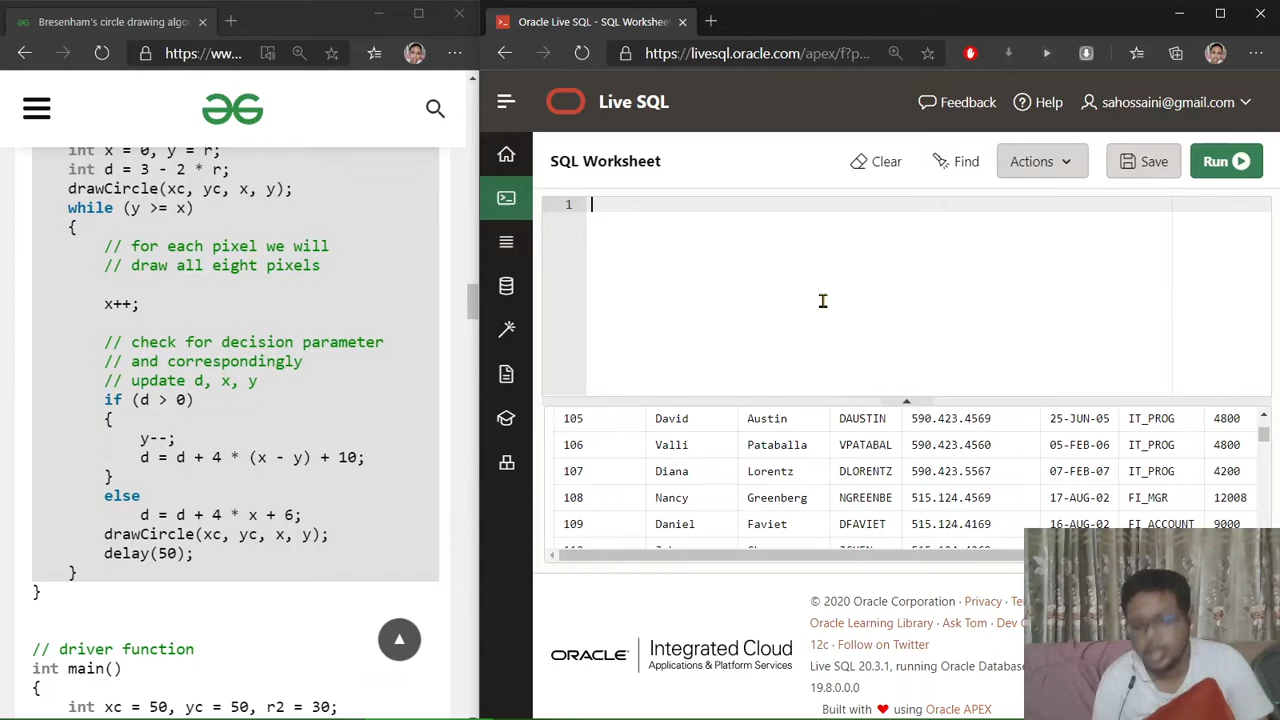 Bresenham's circle drawing algo
https://www...
int x = 0, y = r;
int d = 3 - 2 * r;
drawCircle(xc, yc, x, y);
while (y >= x)
{
// for each pixel we will
// draw all eight pixels
x++;
// check for decision parameter
// and correspondingly
// update d, x, y
if (d > 0)
{
y--;
d = d + 4 * (x - y) + 10;
}
else
d = d + 4 * x + 6;
drawCircle(xc, yc, x, y);
delay(50);
}
}
// driver function
int main()
{
int xc = 50, yc = 50, r2 = 30;
Oracle Live SQL - SQL Worksheet
https://livesql.oracle.com/apex/f?p...
Live SQL
Feedback
Help
sahossaini@gmail.com
SQL Worksheet
Clear
Find
Actions
Save
Run
1
105 David Austin DAUSTIN 590.423.4569 25-JUN-05 IT_PROG 4800
106 Valli Pataballa VPATABAL 590.423.4560 05-FEB-06 IT_PROG 4800
107 Diana Lorentz DLORENTZ 590.423.5567 07-FEB-07 IT_PROG 4200
108 Nancy Greenberg NGREENBE 515.124.4569 17-AUG-02 FI_MGR 12008
109 Daniel Faviet DFAVIET 515.124.4169 16-AUG-02 FI_ACCOUNT 9000
ORACLE
Integrated Cloud
Applications & Platform Services
© 2020 Oracle Corporation · Privacy ·
Oracle Learning Library · Ask Tom · Dev
12c · Follow on Twitter
Live SQL 20.3.1, running Oracle
19.8.0.0.0
Built with ❤ using Oracle APEX